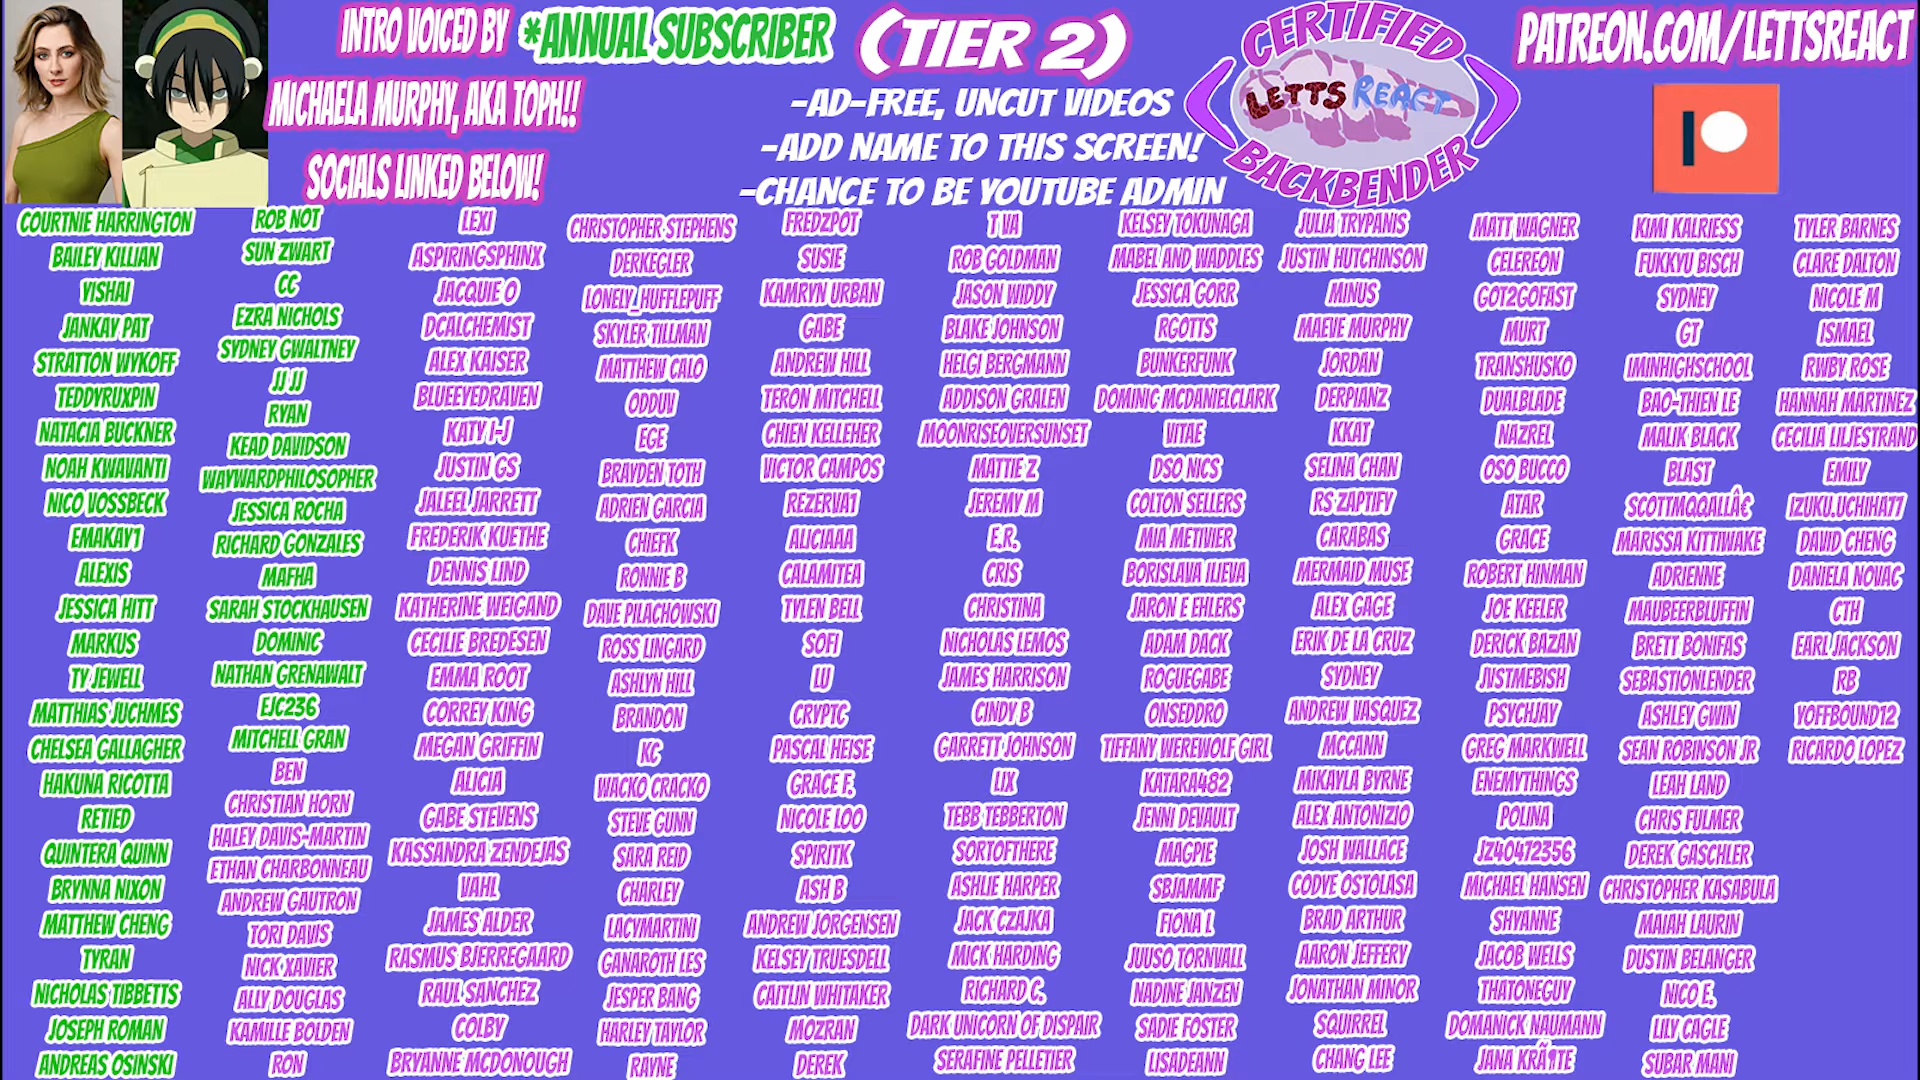 INTRO VOICED BY
MICHAELA MURPHY, AKA TOPH!!
SOCIALS LINKED BELOW!
*ANNUAL SUBSCRIBER
(TIER 2)
-AD-FREE, UNCUT VIDEOS
-ADD NAME TO THIS SCREEN!
-CHANCE TO BE YOUTUBE ADMIN
CERTIFIED
LETTS REACT
BACKBENDER
PATREON.COM/LETTSREACT
COURTNIE HARRINGTON
BAILEY KILLIAN
YISHAI
JANKAY PAT
STRATTON WYKOFF
TEDDYRUXPIN
NATACIA BUCKNER
NOAH KWAVANTI
NICO VOSSBECK
EMAKAY1
ALEXIS
JESSICA HITT
MARKUS
TY JEWELL
MATTHIAS JUCHMES
CHELSEA GALLAGHER
HAKUNA RICOTTA
RETIED
QUINTERA QUINN
BRYNNA NIXON
MATTHEW CHENG
TYRAN
NICHOLAS TIBBETTS
JOSEPH ROMAN
ANDREAS OSINSKI
ROB NOT
SUN ZWART
CC
EZRA NICHOLS
SYDNEY GWALTNEY
JJ JJ
RYAN
KEAD DAVIDSON
WAYWARDPHILOSOPHER
JESSICA ROCHA
RICHARD GONZALES
MAFHA
SARAH STOCKHAUSEN
DOMINIC
NATHAN GRENAWALT
EJC236
MITCHELL GRAN
BEN
CHRISTIAN HORN
HALEY DAVIS-MARTIN
ETHAN CHARBONNEAU
ANDREW GAUTRON
TORI DAVIS
NICK XAVIER
ALLY DOUGLAS
KAMILLE BOLDEN
RON
LEXI
ASPIRINGSPHINX
JACQUIE O
DCALCHEMIST
ALEX KAISER
BLUEEYEDRAVEN
KATY I-J
JUSTIN GS
JALEEL JARRETT
FREDERIK KUETHE
DENNIS LIND
KATHERINE WEIGAND
CECILIE BREDESEN
EMMA ROOT
CORREY KING
MEGAN GRIFFIN
ALICIA
GABE STEVENS
KASSANDRA ZENDEJAS
VAHL
JAMES ALDER
RASMUS BJERREGAARD
RAUL SANCHEZ
COLBY
BRYANNE MCDONOUGH
CHRISTOPHER STEPHENS
DERKEGLER
LONELY_HUFFLEPUFF
SKYLER TILLMAN
MATTHEW CALO
ODDUV
EGE
BRAYDEN TOTH
ADRIEN GARCIA
CHIEFK
RONNIE B
DAVE PILACHOWSKI
ROSS LINGARD
ASHLYN HILL
BRANDON
KC
WACKO CRACKO
STEVE GUNN
SARA REID
CHARLEY
LACYMARTINI
GANAROTH LES
JESPER BANG
HARLEY TAYLOR
RAYNE
FREDZPOT
SUSIE
KAMRYN URBAN
GABE
ANDREW HILL
TERON MITCHELL
CHIEN KELLEHER
VICTOR CAMPOS
REZERVA1
ALICIAAA
CALAMITEA
TYLEN BELL
SOFI
LU
CRYPTC
PASCAL HEISE
GRACE F.
NICOLE LOO
SPIRITK
ASH B
ANDREW JORGENSEN
KELSEY TRUESDELL
CAITLIN WHITAKER
MOZRAN
DEREK
T VA
ROB GOLDMAN
JASON WIDDY
BLAKE JOHNSON
HELGI BERGMANN
ADDISON GRALEN
MOONRISEOVERSUNSET
MATTIE Z
JEREMY M
E.R.
CRIS
CHRISTINA
NICHOLAS LEMOS
JAMES HARRISON
CINDY B
GARRETT JOHNSON
LIX
TEBB TEBBERTON
SORTOFTHERE
ASHLIE HARPER
JACK CZAJKA
MICK HARDING
RICHARD C.
DARK UNICORN OF DISPAIR
SERAFINE PELLETIER
KELSEY TOKUNAGA
MABEL AND WADDLES
JESSICA GORR
RGOTTS
BUNKERFUNK
DOMINIC MCDANIELCLARK
VITAE
DSO NICS
COLTON SELLERS
MIA METIVIER
BORISLAVA ILIEVA
JARON E EHLERS
ADAM DACK
ROGUEGABE
ONSEDDRO
TIFFANY WEREWOLF GIRL
KATARA482
JENNI DEVAULT
MAGPIE
SBJAMMF
FIONA L
JUUSO TORNVALL
NADINE JANZEN
SADIE FOSTER
LISADEANN
JULIA TRYPANIS
JUSTIN HUTCHINSON
MINUS
MAEVE MURPHY
JORDAN
DERPIANZ
KKAT
SELINA CHAN
RS ZAPTIFY
CARABAS
MERMAID MUSE
ALEX GAGE
ERIK DE LA CRUZ
SYDNEY
ANDREW VASQUEZ
MCCANN
MIKAYLA BYRNE
ALEX ANTONIZIO
JOSH WALLACE
CODYE OSTOLASA
BRAD ARTHUR
AARON JEFFERY
JONATHAN MINOR
SQUIRREL
CHANG LEE
MATT WAGNER
CELEREON
GOT2GOFAST
MURT
TRANSHUSKO
DUALBLADE
NAZREL
OSO BUCCO
ATAR
GRACE
ROBERT HINMAN
JOE KEELER
DERICK BAZAN
JVSTMEBISH
PSYCHJAY
GREG MARKWELL
ENEMYTHINGS
POLINA
JZ40472356
MICHAEL HANSEN
SHYANNE
JACOB WELLS
THATONEGUY
DOMANICK NAUMANN
JANA KRÃ¶TE
KIMI KALRIESS
FUKKYU BISCH
SYDNEY
GT
IMINHIGHSCHOOL
BAO-THIEN LE
MALIK BLACK
BLAST
SCOTTMQQALLÂ€
MARISSA KITTIWAKE
ADRIENNE
MAUBEERBLUFFIN
BRETT BONIFAS
SEBASTIONLENDER
ASHLEY GWIN
SEAN ROBINSON JR
LEAH LAND
CHRIS FULMER
DEREK GASCHLER
CHRISTOPHER KASABULA
MAIAH LAURIN
DUSTIN BELANGER
NICO E.
LILY CAGLE
SUBAR MANI
TYLER BARNES
CLARE DALTON
NICOLE M
ISMAEL
RWBY ROSE
HANNAH MARTINEZ
CECILIA LILJESTRAND
EMILY
IZUKU.UCHIHA77
DAVID CHENG
DANIELA NOVAC
CTH
EARL JACKSON
RB
YOFFBOUND12
RICARDO LOPEZ